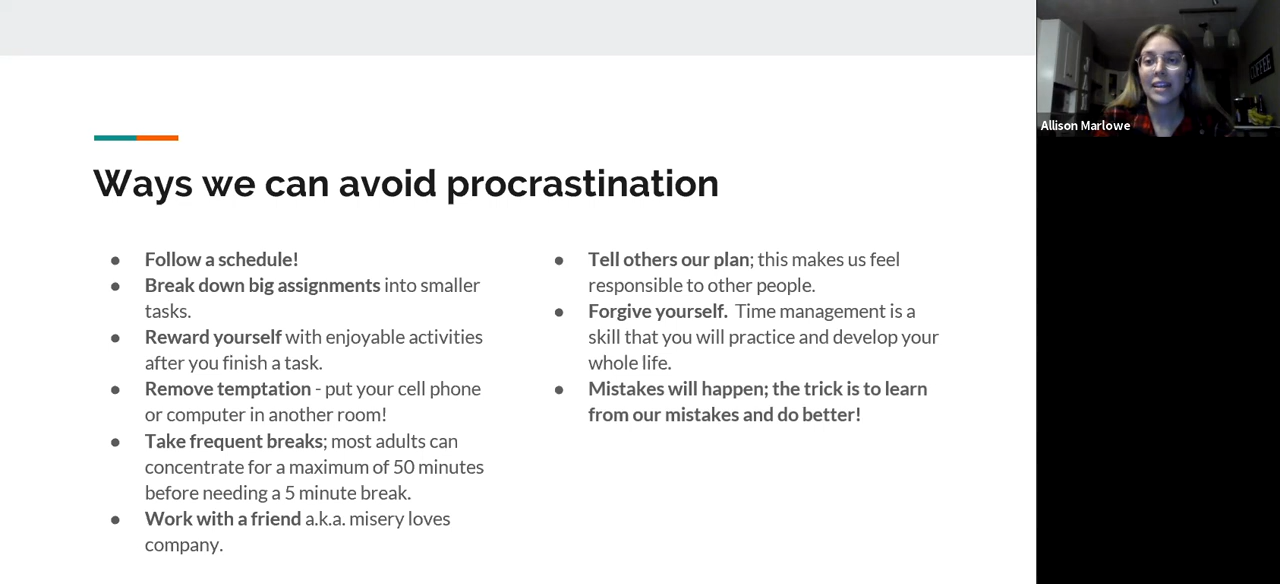 Ways we can avoid procrastination
● Follow a schedule!
● Break down big assignments into smaller
tasks.
● Reward yourself with enjoyable activities
after you finish a task.
● Remove temptation - put your cell phone
or computer in another room!
● Take frequent breaks; most adults can
concentrate for a maximum of 50 minutes
before needing a 5 minute break.
● Work with a friend a.k.a. misery loves
company.
● Tell others our plan; this makes us feel
responsible to other people.
● Forgive yourself.  Time management is a
skill that you will practice and develop your
whole life.
● Mistakes will happen; the trick is to learn
from our mistakes and do better!
COFFEE
Allison Marlowe